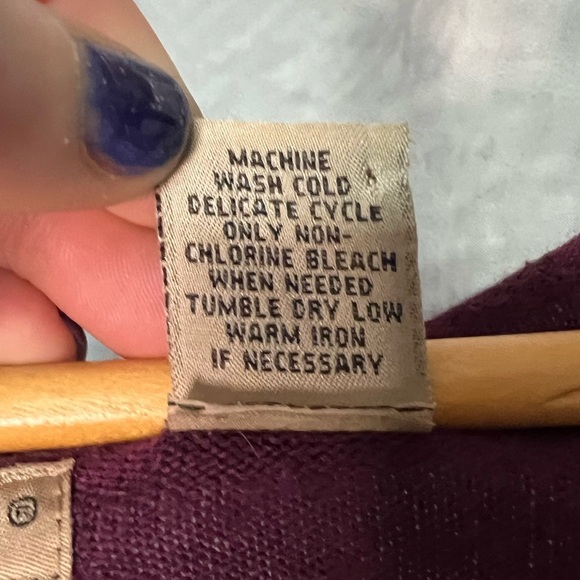 MACHINE
WASH COLD
DELICATE CYCLE
ONLY NON-
CHLORINE BLEACH
WHEN NEEDED
TUMBLE DRY LOW
WARM IRON
IF NECESSARY
®